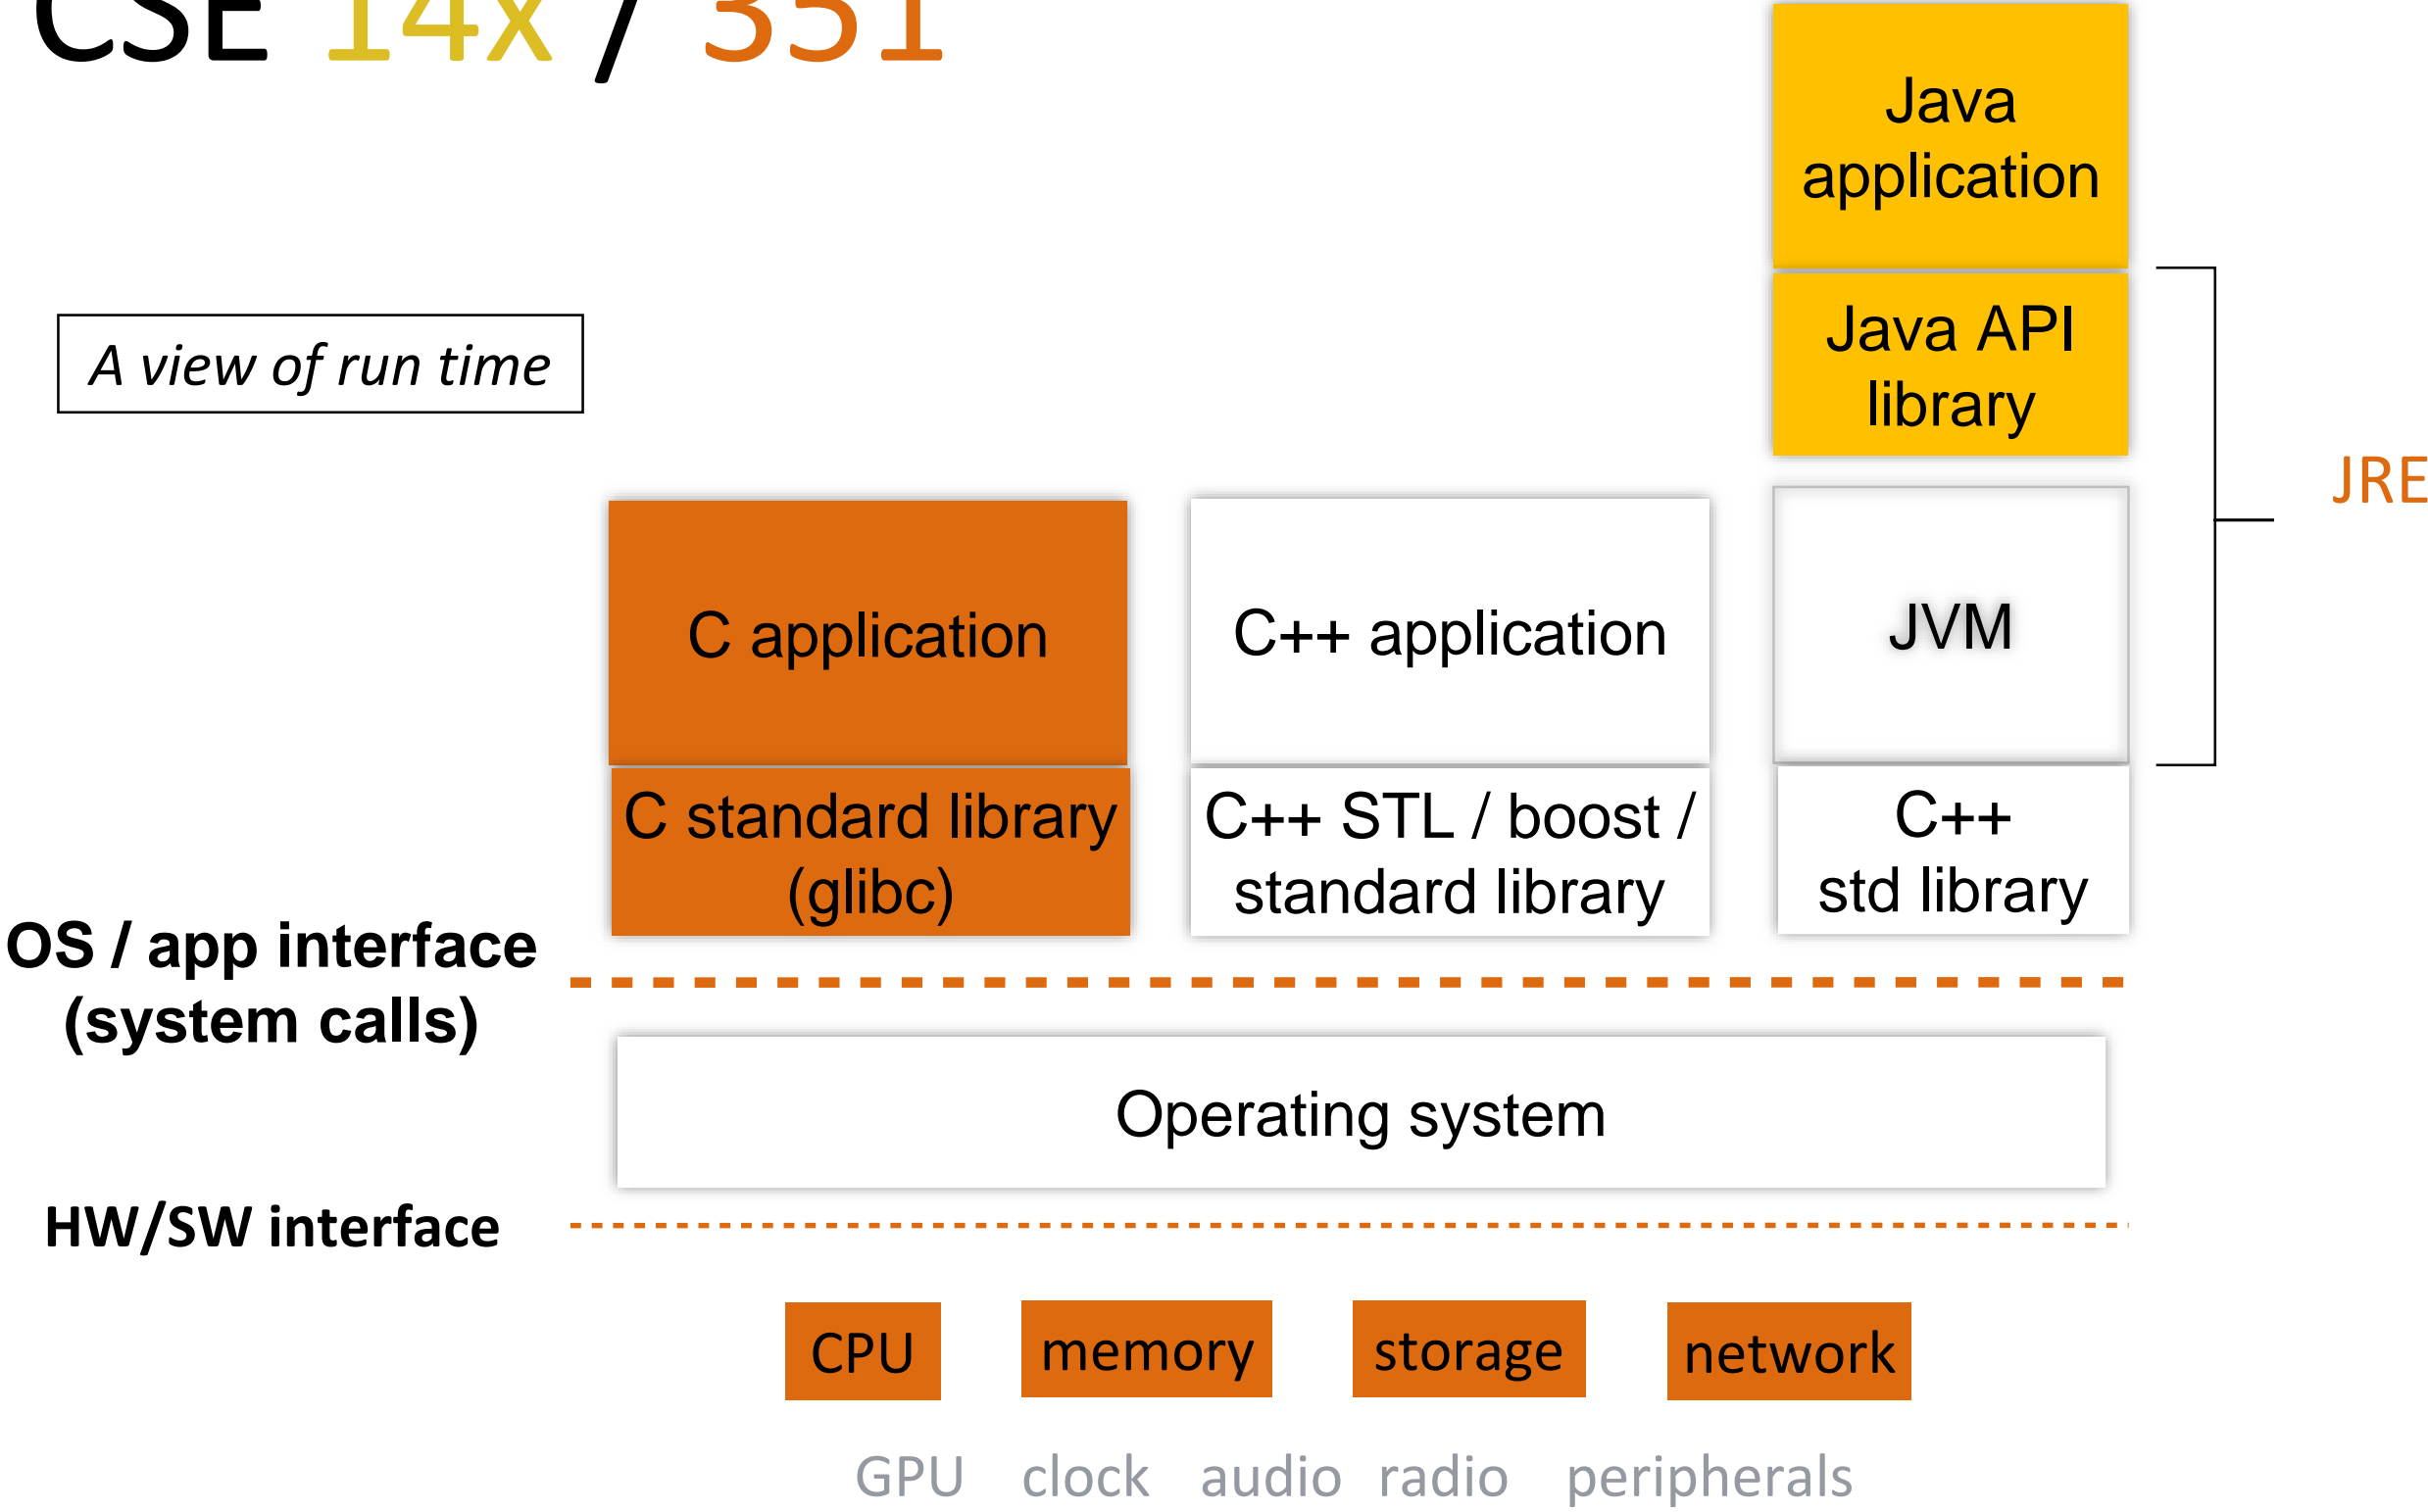 CSE 14x / 351
Java
application
A view of run time
Java API
library
JRE
C application
C++ application
JVM
C standard library
(glibc)
C++ STL / boost /
standard library
C++
std library
OS / app interface
(system calls)
Operating system
HW/SW interface
CPU
memory
storage
network
GPU clock audio radio peripherals